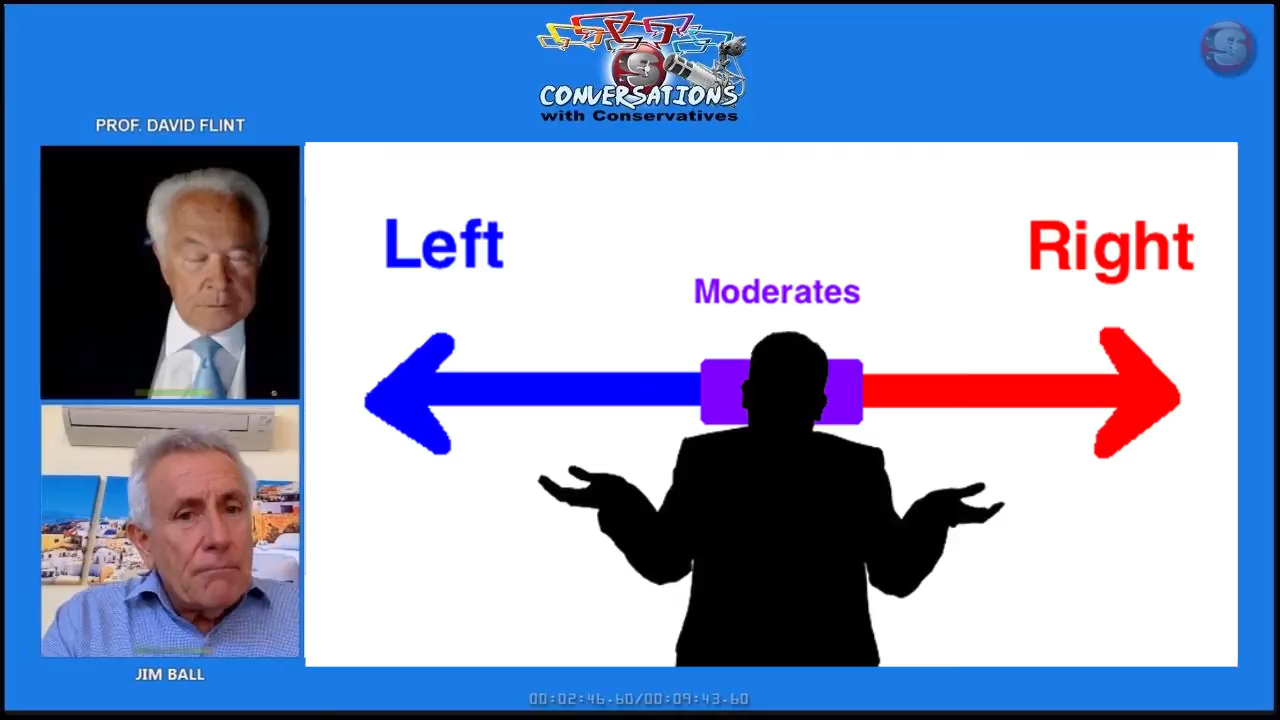 CONVERSATIONS
with Conservatives
PROF. DAVID FLINT
Left
Right
Moderates
JIM BALL
00:02:46.60/00:09:43.60